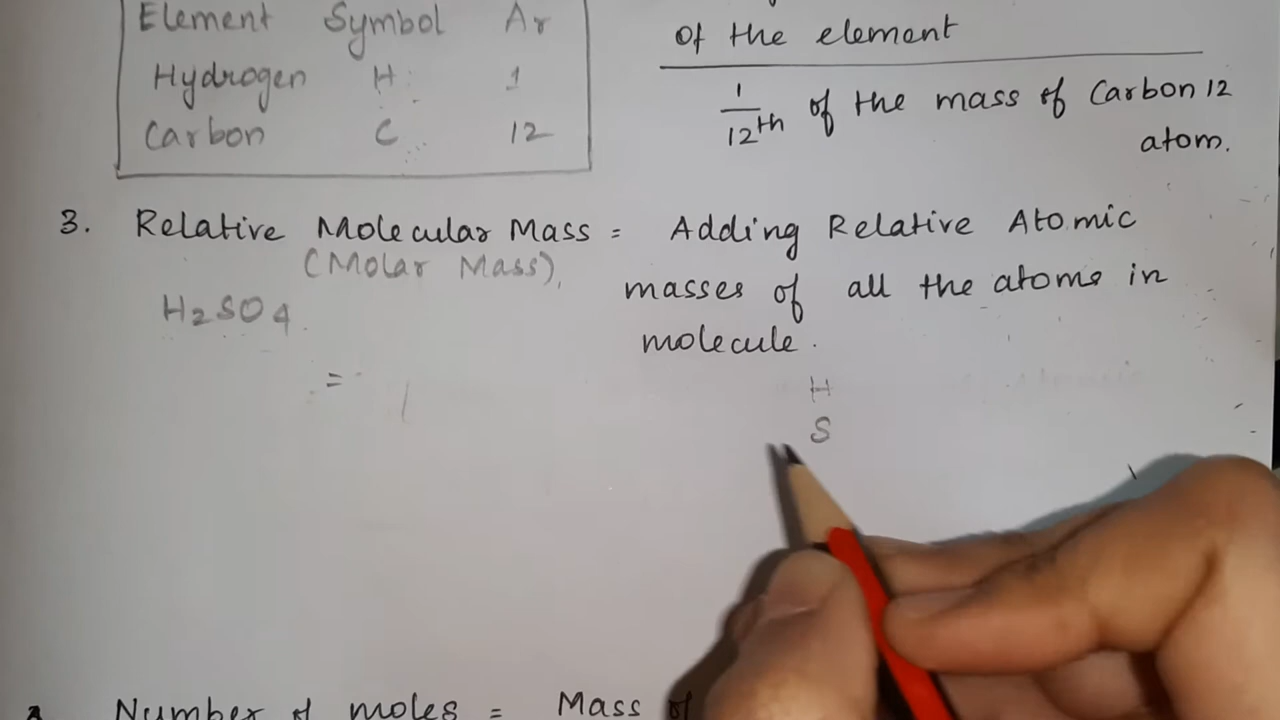 Element Symbol Ar
Hydrogen H 1
Carbon C 12
of the element
1/12th of the mass of Carbon 12
atom.
3. Relative Molecular Mass = Adding Relative Atomic
(Molar Mass)
masses of all the atoms in
molecule.
H2SO4
=
H
S
Number of moles = Mass of